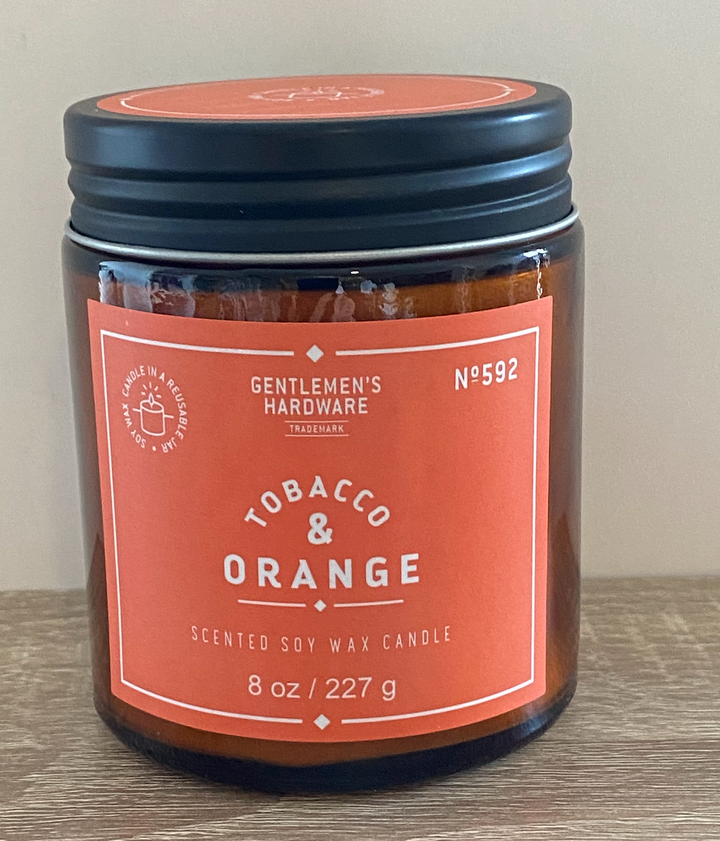 SOY WAX CANDLE IN A REUSABLE JAR
GENTLEMEN'S
HARDWARE
TRADEMARK
Nº592
TOBACCO
&
ORANGE
SCENTED SOY WAX CANDLE
8 oz / 227 g